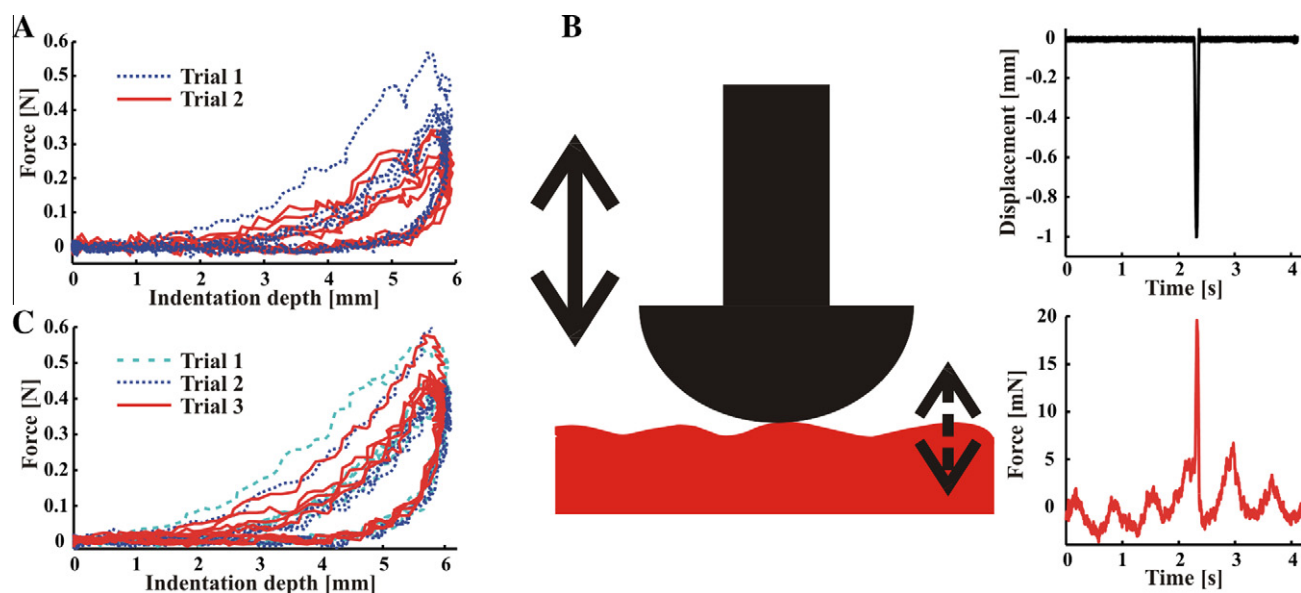 A
Force [N]
0.6
0.5
0.4
0.3
0.2
0.1
0
Trial 1
Trial 2
0 1 2 3 4 5 6
Indentation depth [mm]
C
Force [N]
0.6
0.5
0.4
0.3
0.2
0.1
0
Trial 1
Trial 2
Trial 3
0 1 2 3 4 5 6
Indentation depth [mm]
B
Displacement [mm]
0
-0.2
-0.4
-0.6
-0.8
-1
0 1 2 3 4
Time [s]
Force [mN]
20
15
10
5
0
0 1 2 3 4
Time [s]